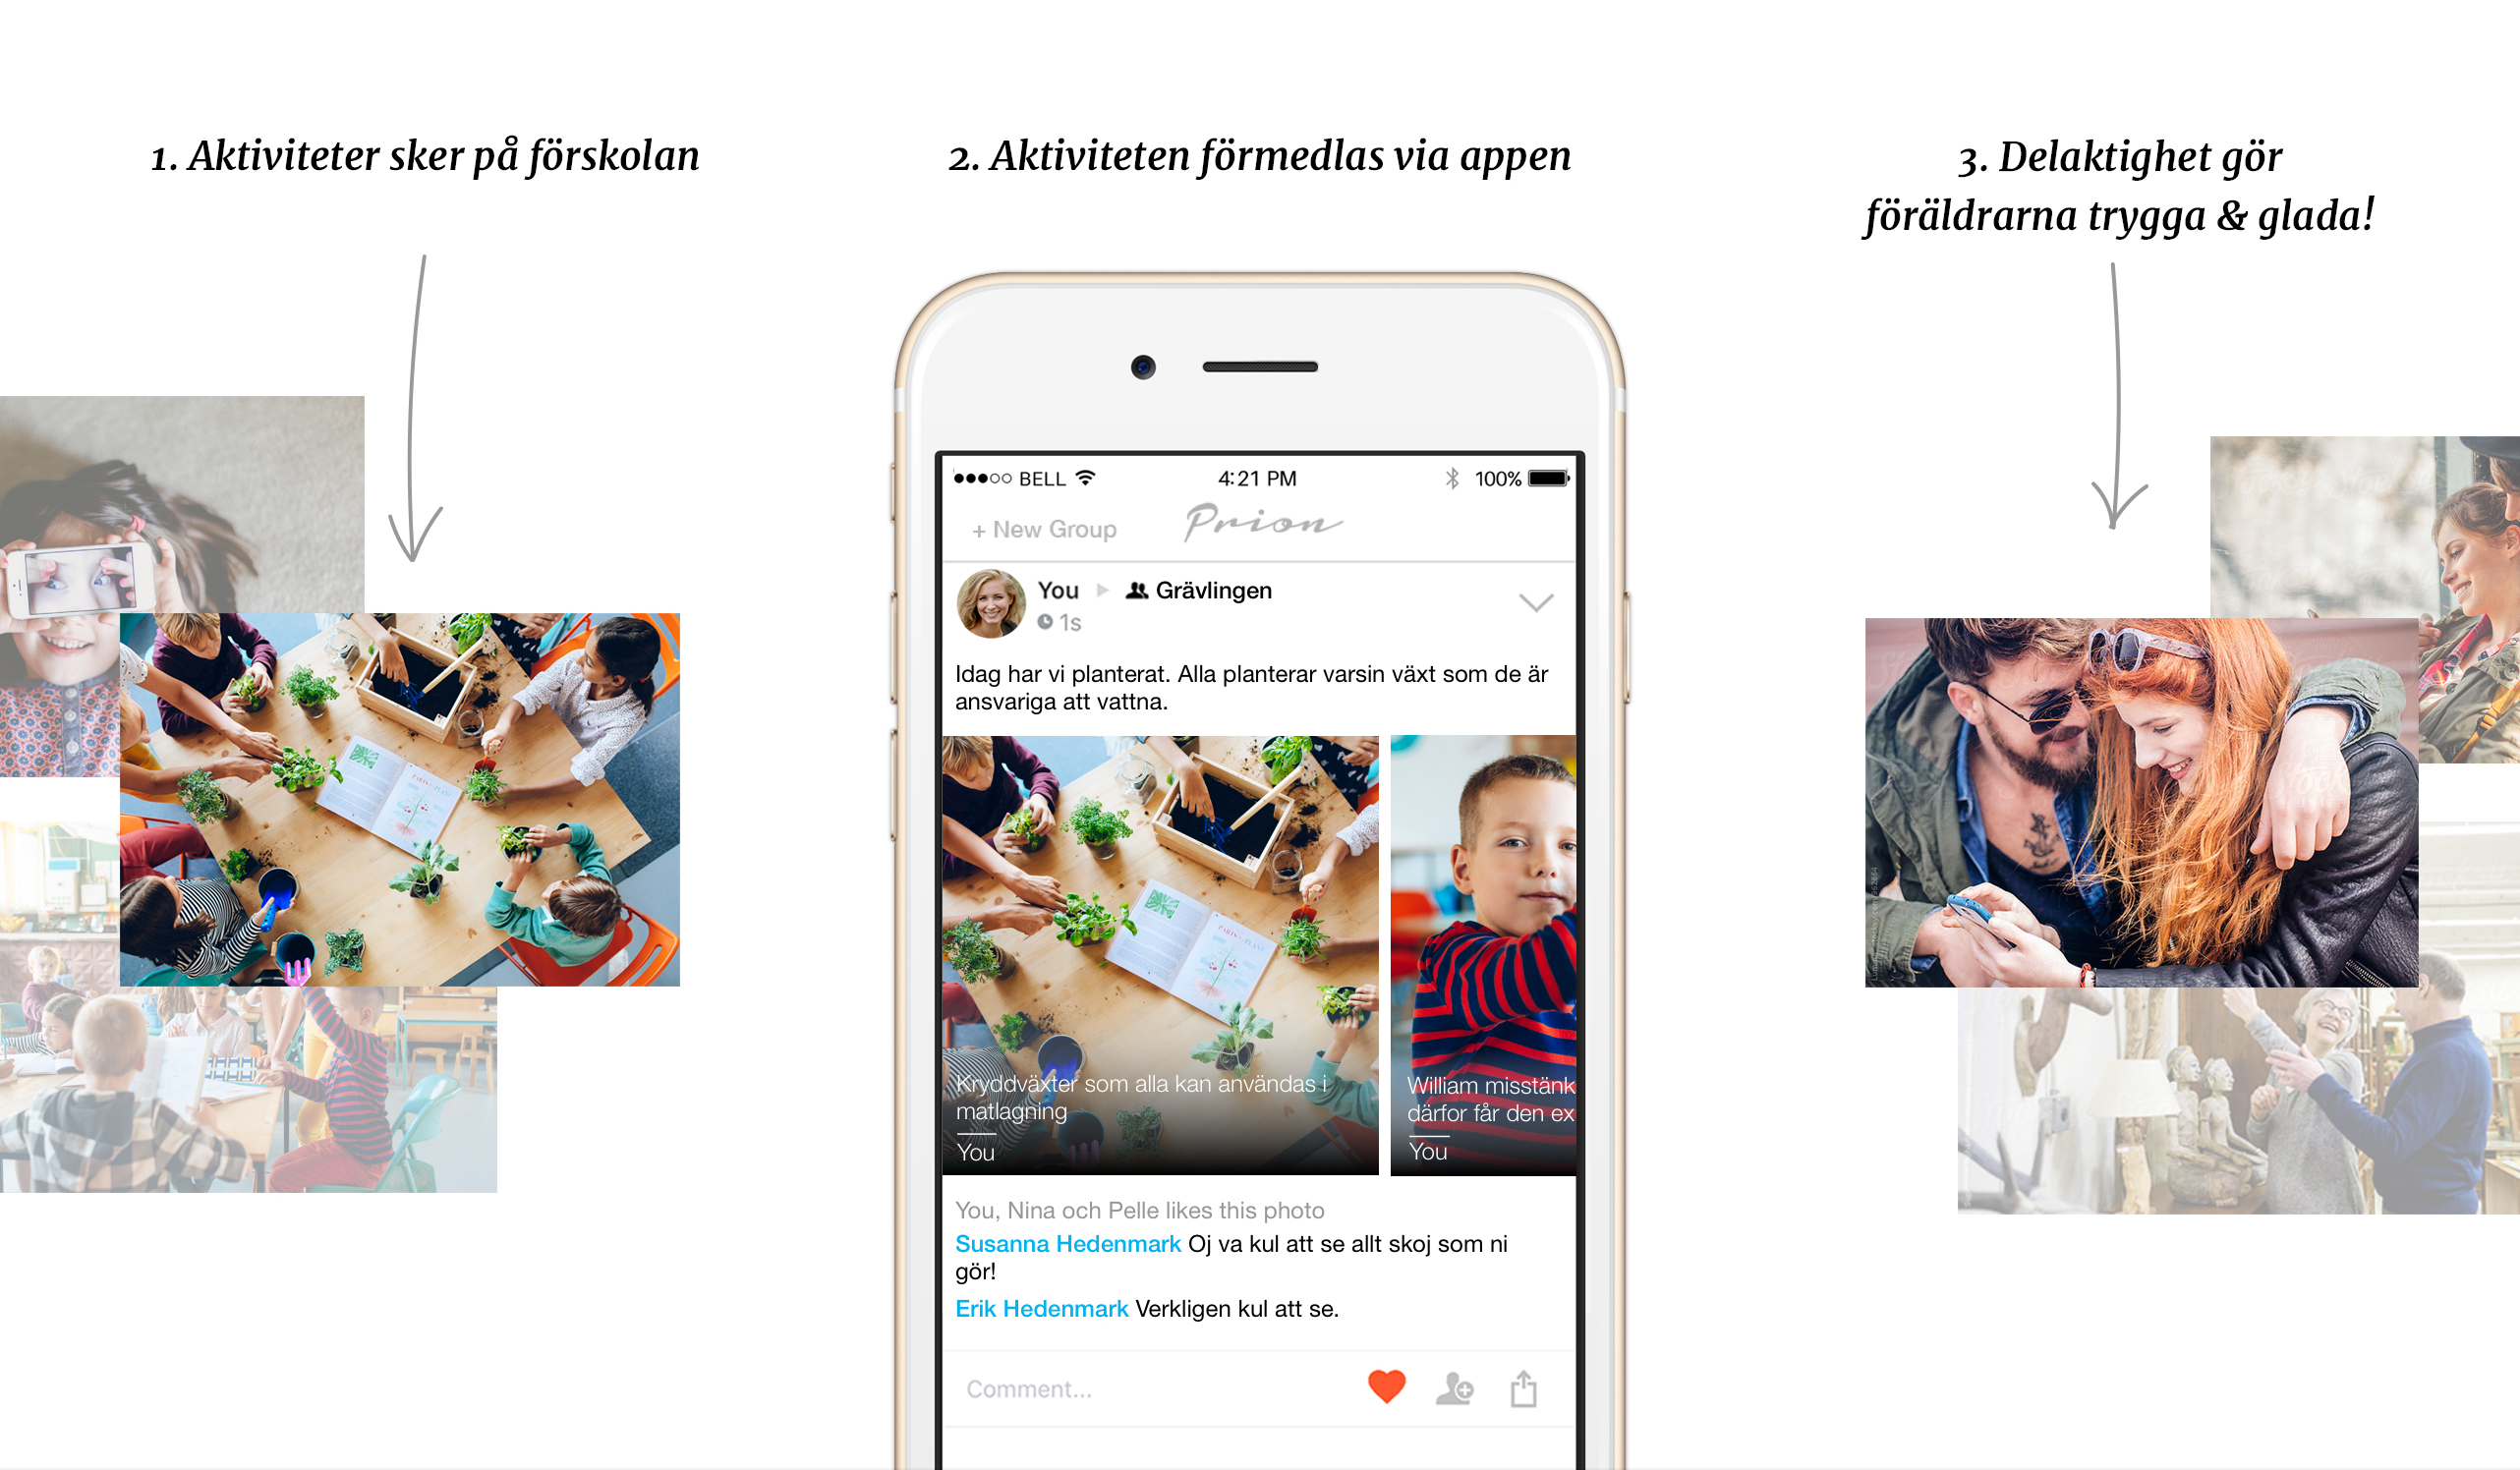 1. Aktiviteter sker på förskolan
2. Aktiviteten förmedlas via appen
3. Delaktighet gör
föräldrarna trygga & glada!
BELL
4:21 PM
100%
+ New Group
Prion
You
Grävlingen
1s
Idag har vi planterat. Alla planterar varsin växt som de är
ansvariga att vattna.
Kryddväxter som alla kan användas i
matlagning
You
William misstänk
därfor får den ex
You
You, Nina och Pelle likes this photo
Susanna Hedenmark Oj va kul att se allt skoj som ni
gör!
Erik Hedenmark Verkligen kul att se.
Comment...